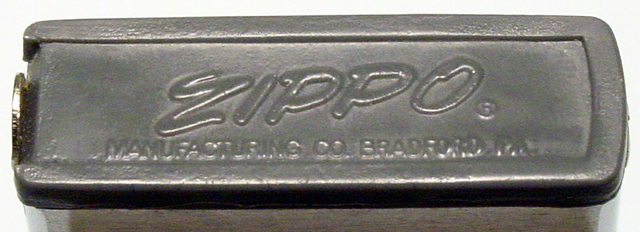 ZIPPO®
MANUFACTURING CO. BRADFORD, PA.